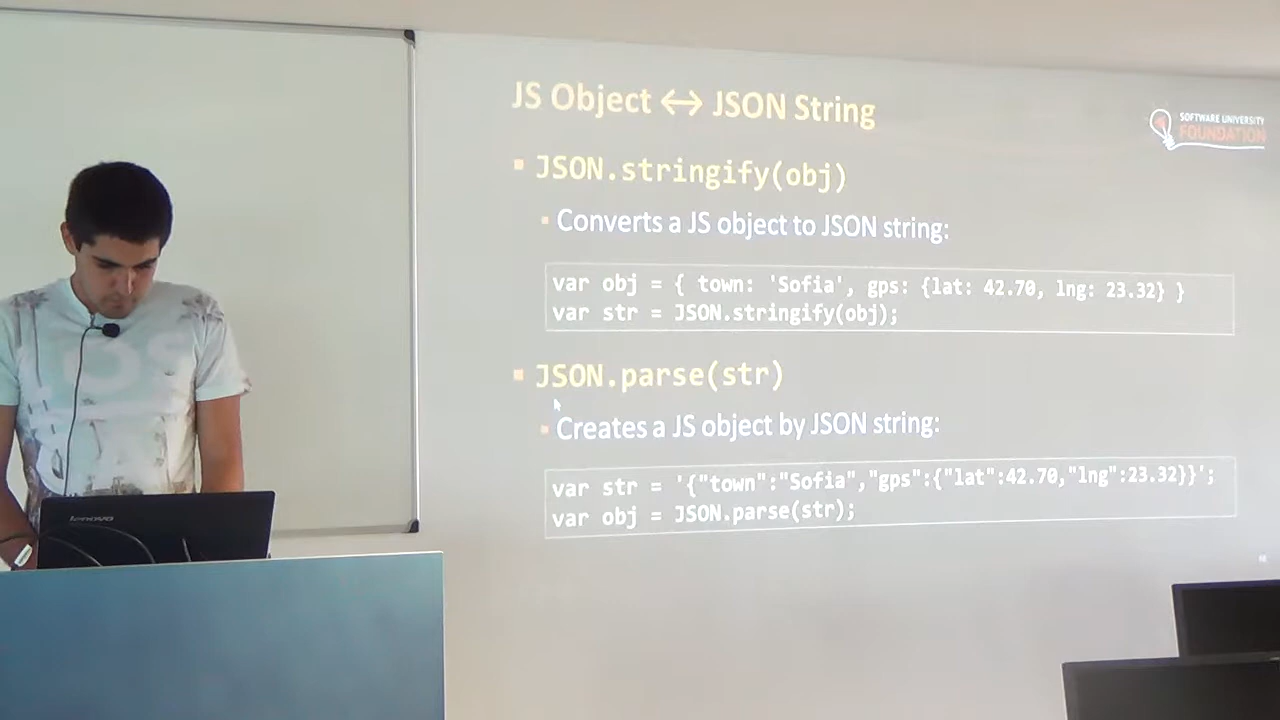 JS Object ↔ JSON String
SOFTWARE UNIVERSITY
FOUNDATION
▪ JSON.stringify(obj)
▪ Converts a JS object to JSON string:
var obj = { town: 'Sofia', gps: {lat: 42.70, lng: 23.32} }
var str = JSON.stringify(obj);
▪ JSON.parse(str)
▪ Creates a JS object by JSON string:
var str = '{"town":"Sofia","gps":{"lat":42.70,"lng":23.32}}';
var obj = JSON.parse(str);
lenovo